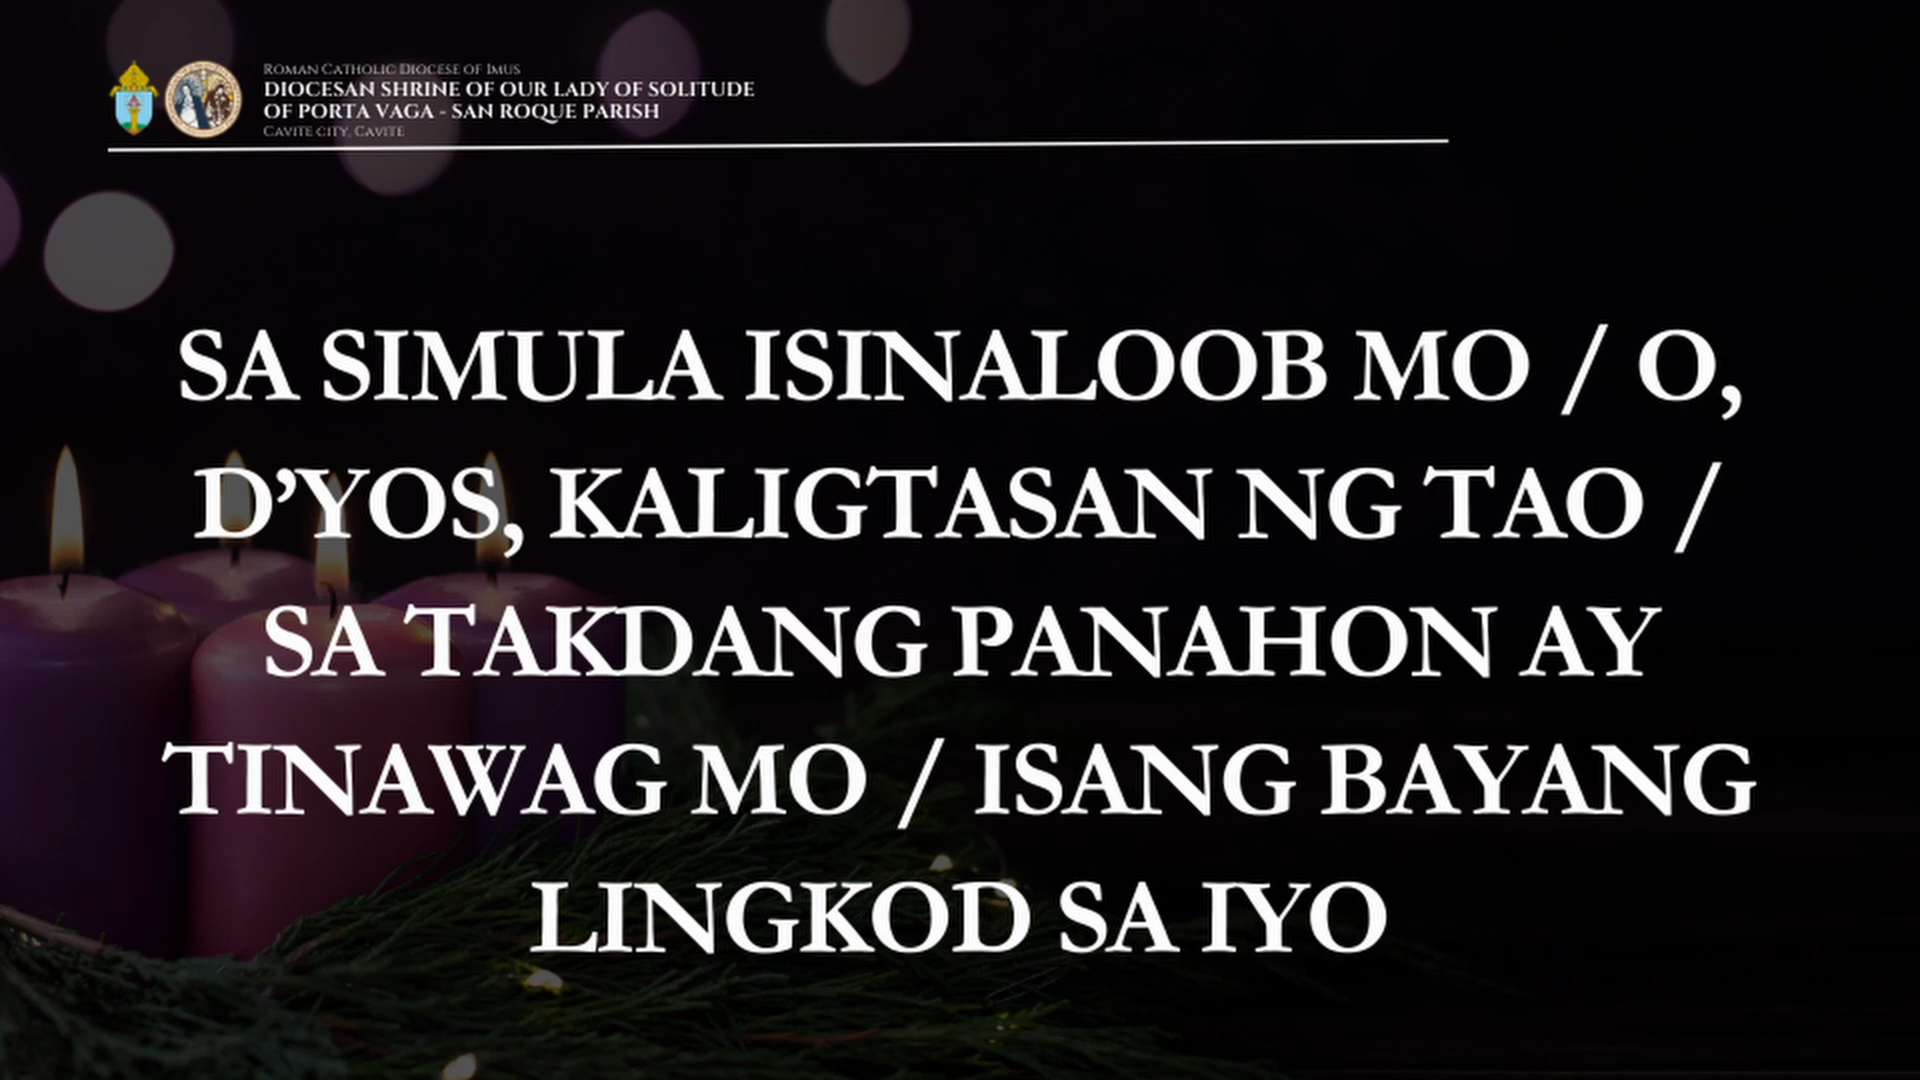 ROMAN CATHOLIC DIOCESE OF IMUS
DIOCESAN SHRINE OF OUR LADY OF SOLITUDE
OF PORTA VAGA - SAN ROQUE PARISH
CAVITE CITY, CAVITE
SA SIMULA ISINALOOB MO / O,
D’YOS, KALIGTASAN NG TAO /
SA TAKDANG PANAHON AY
TINAWAG MO / ISANG BAYANG
LINGKOD SA IYO